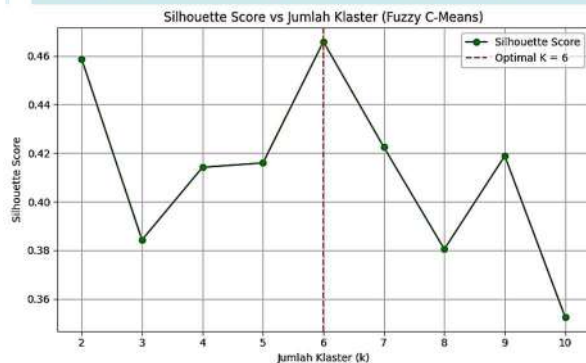 Silhouette Score vs Jumlah Klaster (Fuzzy C-Means)
Silhouette Score
Optimal K = 6
Silhouette Score
0.46
0.44
0.42
0.40
0.38
0.36
2 3 4 5 6 7 8 9 10
Jumlah Klaster (k)